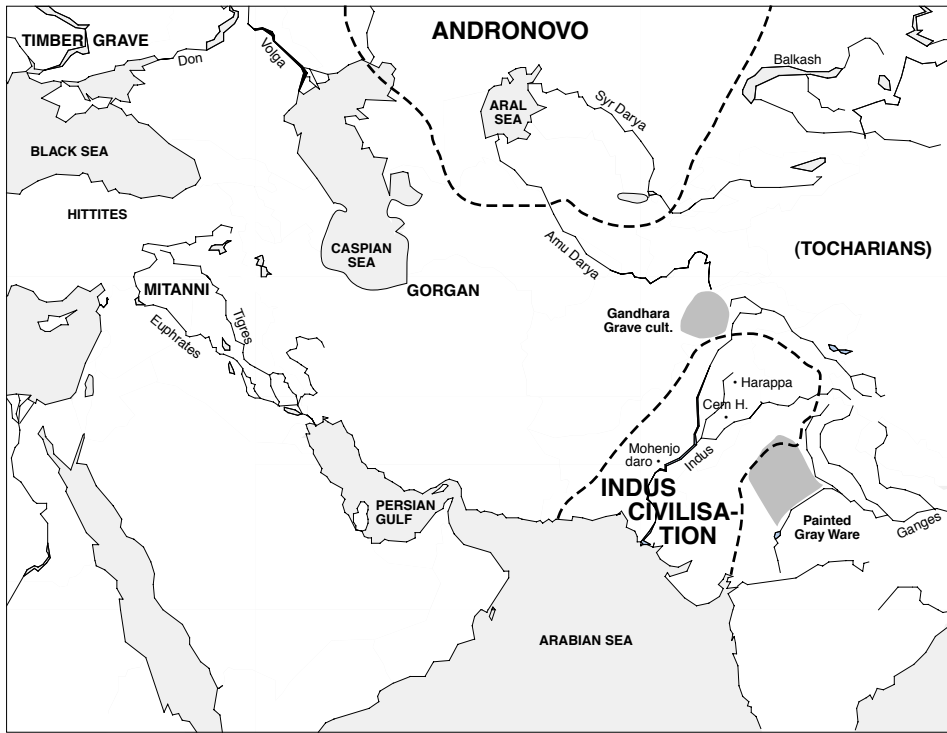 ANDRONOVO
TIMBER GRAVE
Don
Volga
Balkash
ARAL
SEA
Syr Darya
BLACK SEA
HITTITES
CASPIAN
SEA
Amu Darya
(TOCHARIANS)
MITANNI
GORGAN
Euphrates
Tigres
Gandhara
Grave cult.
Harappa
Cem H.
Mohenjo
daro
Indus
INDUS
CIVILISA-
TION
PERSIAN
GULF
Painted
Gray Ware
Ganges
ARABIAN SEA